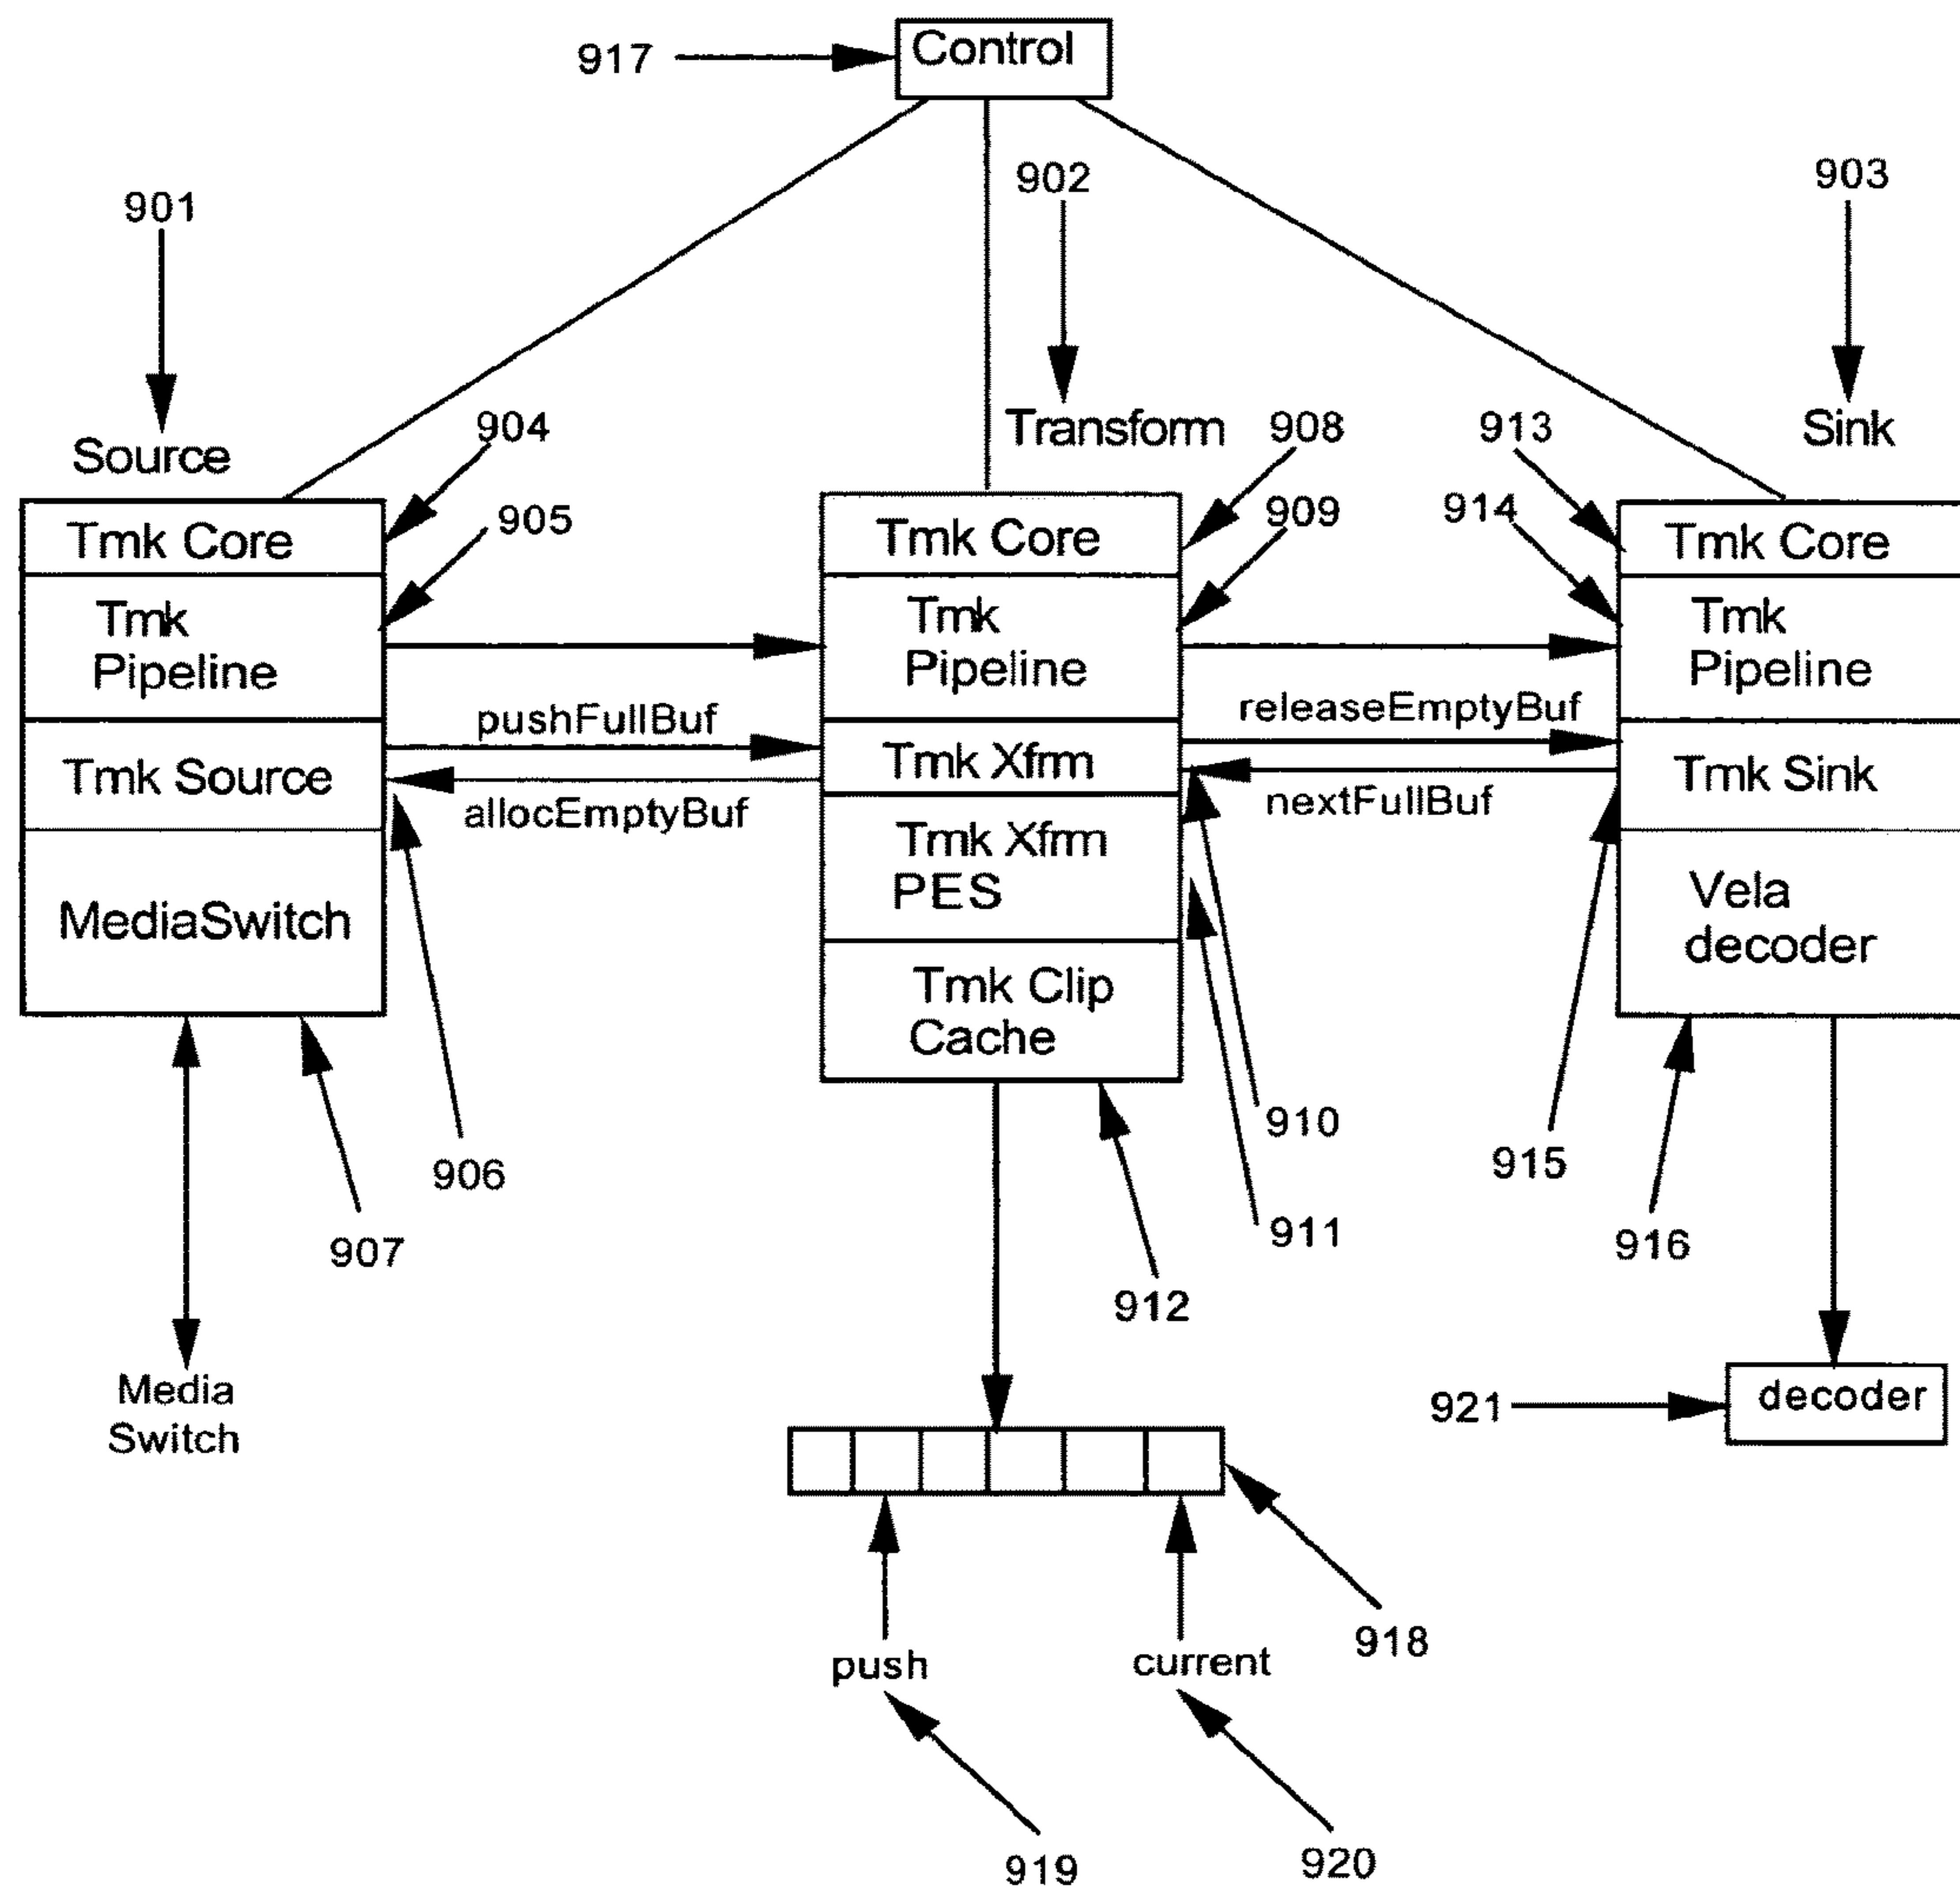 917
Control
902
903
901
Source
904
Transform
908
913
Sink
905
909
914
Tmk Core
Tmk
Pipeline
Tmk Source
MediaSwitch
Tmk Core
Tmk
Pipeline
Tmk Xfrm
Tmk Xfrm
PES
Tmk Clip
Cache
Tmk Core
Tmk
Pipeline
Tmk Sink
Vela
decoder
pushFullBuf
allocEmptyBuf
releaseEmptyBuf
nextFullBuf
906
907
910
911
912
915
916
Media
Switch
921
decoder
918
push
current
919
920